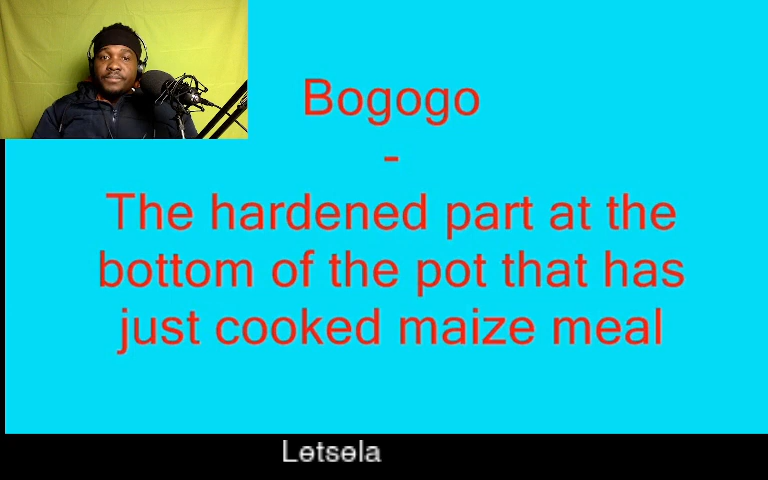 Bogogo
-
The hardened part at the
bottom of the pot that has
just cooked maize meal
Letsela